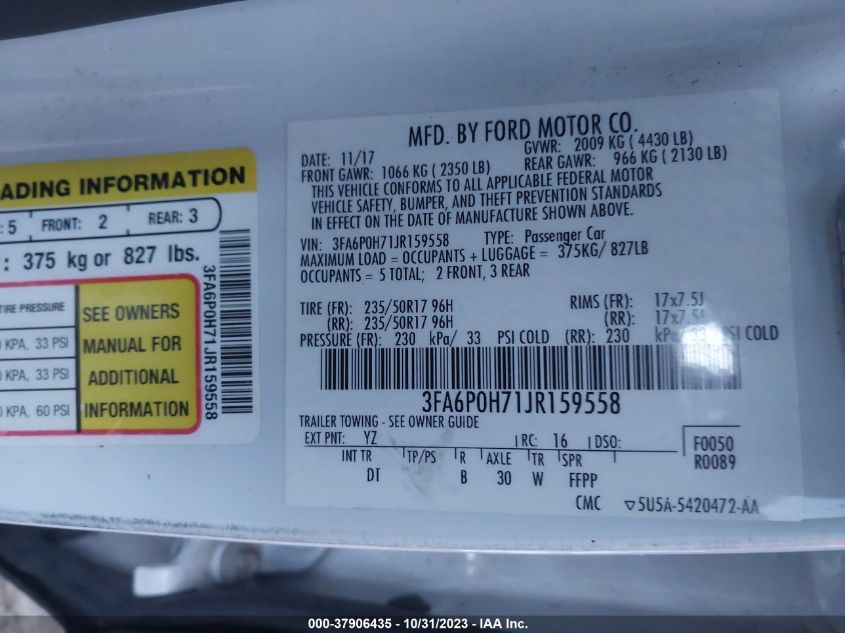 ADING INFORMATION
: 5 FRONT: 2 REAR: 3
: 375 kg or 827 lbs.
TIRE PRESSURE
KPA, 33 PSI
KPA, 33 PSI
KPA, 60 PSI
SEE OWNERS
MANUAL FOR
ADDITIONAL
INFORMATION
3FA6P0H71JR159558
MFD. BY FORD MOTOR CO.
DATE: 11/17 GVWR: 2009 KG ( 4430 LB)
FRONT GAWR: 1066 KG ( 2350 LB) REAR GAWR: 966 KG ( 2130 LB)
THIS VEHICLE CONFORMS TO ALL APPLICABLE FEDERAL MOTOR
VEHICLE SAFETY, BUMPER, AND THEFT PREVENTION STANDARDS
IN EFFECT ON THE DATE OF MANUFACTURE SHOWN ABOVE.
VIN: 3FA6P0H71JR159558 TYPE: Passenger Car
MAXIMUM LOAD = OCCUPANTS + LUGGAGE = 375KG/ 827LB
OCCUPANTS = 5 TOTAL; 2 FRONT, 3 REAR
TIRE (FR): 235/50R17 96H RIMS (FR): 17x7.5J
(RR): 235/50R17 96H (RR): 17x7.5J
PRESSURE (FR): 230 kPa/ 33 PSI COLD (RR): 230 kPa/ 33 PSI COLD
3FA6P0H71JR159558
TRAILER TOWING - SEE OWNER GUIDE
EXT PNT: YZ RC: 16 DSO: F0050
INT TR TP/PS R AXLE TR SPR R0089
DT B 30 W FFPP
CMC ▽5U5A-5420472-AA
000-37906435 - 10/31/2023 - IAA Inc.